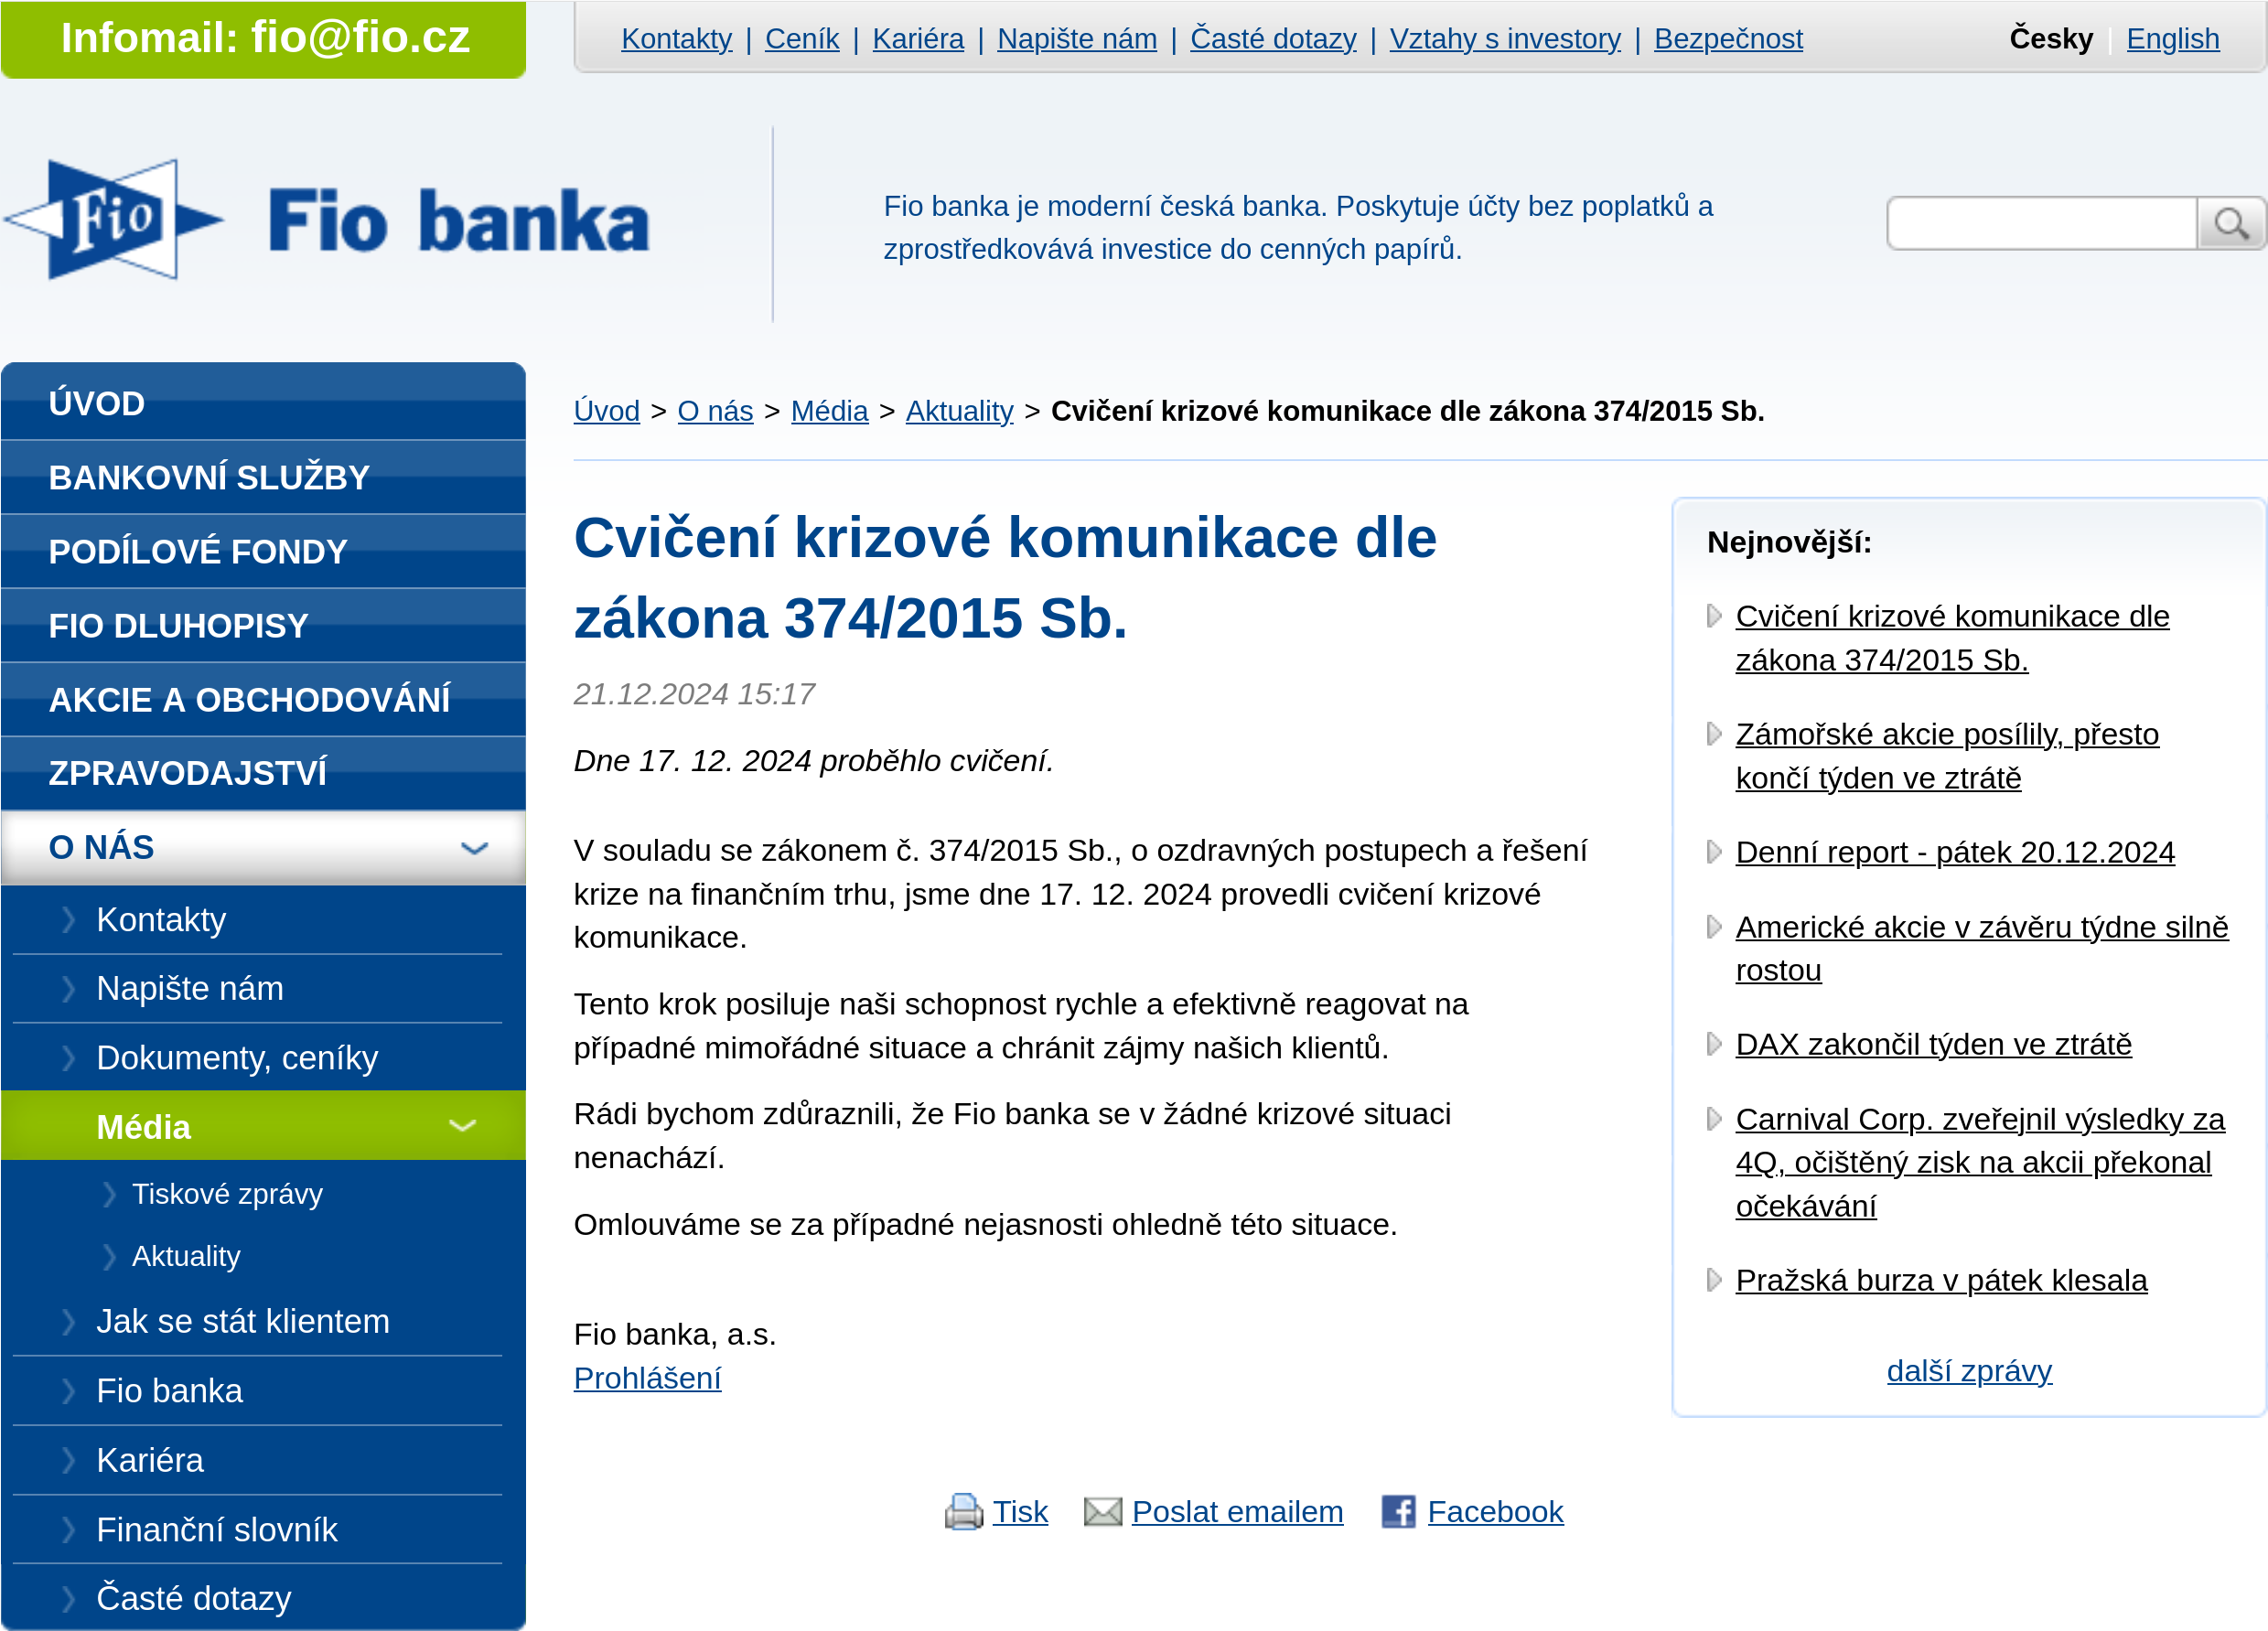 Infomail: fio@fio.cz
Kontakty | Ceník | Kariéra | Napište nám | Časté dotazy | Vztahy s investory | Bezpečnost
Česky | English
Fio
Fio banka
Fio banka je moderní česká banka. Poskytuje účty bez poplatků a
zprostředkovává investice do cenných papírů.
ÚVOD
BANKOVNÍ SLUŽBY
PODÍLOVÉ FONDY
FIO DLUHOPISY
AKCIE A OBCHODOVÁNÍ
ZPRAVODAJSTVÍ
O NÁS
Kontakty
Napište nám
Dokumenty, ceníky
Média
Tiskové zprávy
Aktuality
Jak se stát klientem
Fio banka
Kariéra
Finanční slovník
Časté dotazy
Úvod > O nás > Média > Aktuality > Cvičení krizové komunikace dle zákona 374/2015 Sb.
Cvičení krizové komunikace dle
zákona 374/2015 Sb.
21.12.2024 15:17
Dne 17. 12. 2024 proběhlo cvičení.
V souladu se zákonem č. 374/2015 Sb., o ozdravných postupech a řešení
krize na finančním trhu, jsme dne 17. 12. 2024 provedli cvičení krizové
komunikace.
Tento krok posiluje naši schopnost rychle a efektivně reagovat na
případné mimořádné situace a chránit zájmy našich klientů.
Rádi bychom zdůraznili, že Fio banka se v žádné krizové situaci
nenachází.
Omlouváme se za případné nejasnosti ohledně této situace.
Fio banka, a.s.
Prohlášení
Tisk
Poslat emailem
Facebook
Nejnovější:
Cvičení krizové komunikace dle
zákona 374/2015 Sb.
Zámořské akcie posílily, přesto
končí týden ve ztrátě
Denní report - pátek 20.12.2024
Americké akcie v závěru týdne silně
rostou
DAX zakončil týden ve ztrátě
Carnival Corp. zveřejnil výsledky za
4Q, očištěný zisk na akcii překonal
očekávání
Pražská burza v pátek klesala
další zprávy